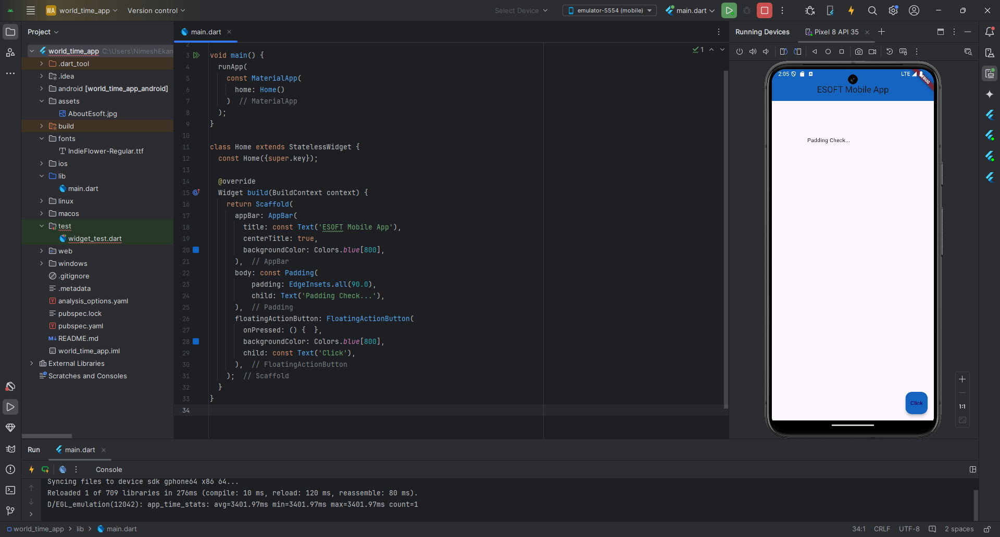 WA world_time_app Version control Select Device emulator-5554 (mobile) main.dart
Project
world_time_app C:\Users\NimeshEkan
.dart_tool
.idea
android [world_time_app_android]
assets
AboutEsoft.jpg
build
fonts
IndieFlower-Regular.ttf
ios
lib
main.dart
linux
macos
test
widget_test.dart
web
windows
.gitignore
.metadata
analysis_options.yaml
pubspec.lock
pubspec.yaml
README.md
world_time_app.iml
External Libraries
Scratches and Consoles
main.dart
1
2
3 void main() {
4 runApp(
5 const MaterialApp(
6 home: Home()
7 ) // MaterialApp
8 );
9 }
10
11 class Home extends StatelessWidget {
12 const Home({super.key});
13
14 @override
15 Widget build(BuildContext context) {
16 return Scaffold(
17 appBar: AppBar(
18 title: const Text('ESOFT Mobile App'),
19 centerTitle: true,
20 backgroundColor: Colors.blue[800],
21 ), // AppBar
22 body: const Padding(
23 padding: EdgeInsets.all(90.0),
24 child: Text('Padding Check...'),
25 ), // Padding
26 floatingActionButton: FloatingActionButton(
27 onPressed: () { },
28 backgroundColor: Colors.blue[800],
29 child: const Text('Click'),
30 ), // FloatingActionButton
31 ); // Scaffold
32 }
33 }
34
Running Devices Pixel 8 API 35
2:05 LTE
DEBUG
ESOFT Mobile App
Padding Check...
Click
1:1
Run main.dart
Console
Syncing files to device sdk gphone64 x86 64...
Reloaded 1 of 709 libraries in 276ms (compile: 10 ms, reload: 120 ms, reassemble: 80 ms).
D/EGL_emulation(12042): app_time_stats: avg=3401.97ms min=3401.97ms max=3401.97ms count=1
world_time_app > lib > main.dart 34:1 CRLF UTF-8 2 spaces